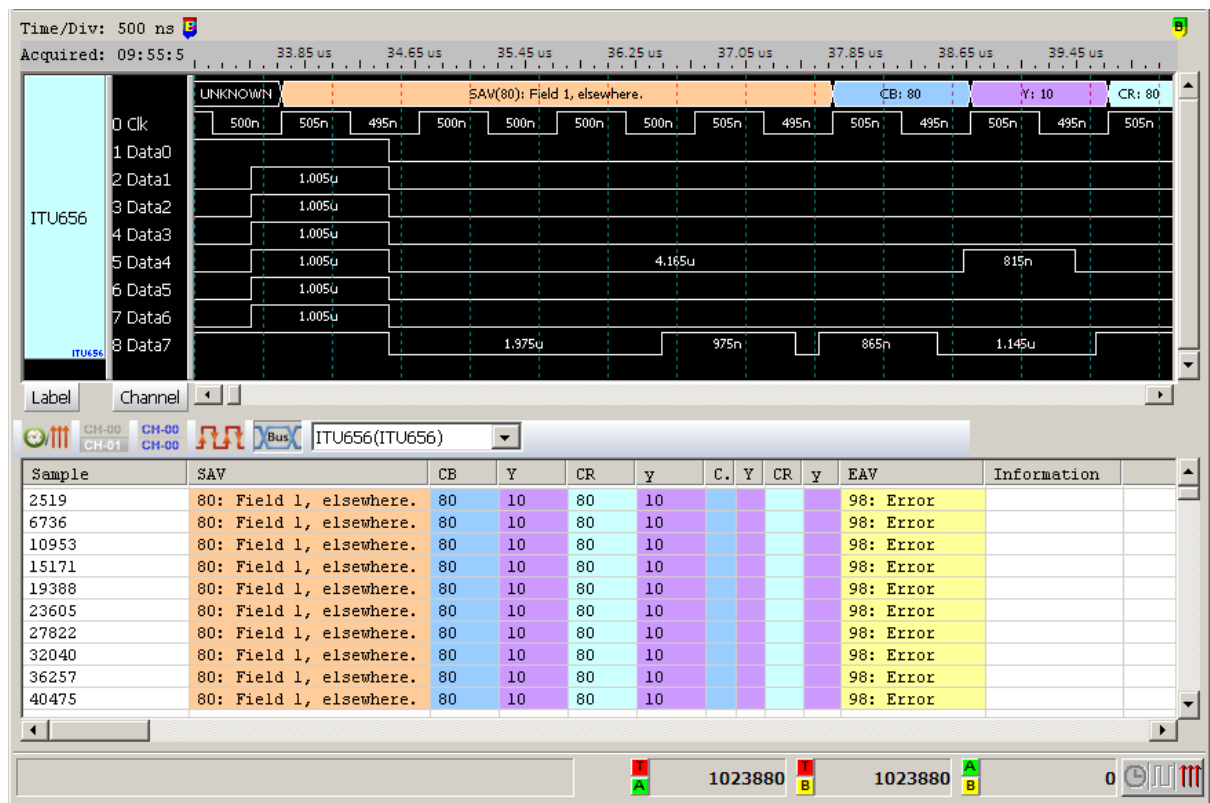 Time/Div: 500 ns
B
Acquired: 09:55:5 33.85 us 34.65 us 35.45 us 36.25 us 37.05 us 37.85 us 38.65 us 39.45 us
UNKNOWN SAV(80): Field 1, elsewhere. CB: 80 Y: 10 CR: 80
0 Clk 500n 505n 495n 500n 500n 500n 500n 505n 495n 505n 495n 505n 495n 505n
1 Data0
2 Data1 1.005u
3 Data2 1.005u
ITU656
4 Data3 1.005u
5 Data4 1.005u 4.165u 815n
6 Data5 1.005u
7 Data6 1.005u
8 Data7 1.975u 975n 865n 1.145u
ITU656
Label Channel
CH-00 CH-00
CH-01 CH-00
Bus ITU656(ITU656)
Sample SAV CB Y CR y C. Y CR y EAV Information
2519 80: Field 1, elsewhere. 80 10 80 10 98: Error
6736 80: Field 1, elsewhere. 80 10 80 10 98: Error
10953 80: Field 1, elsewhere. 80 10 80 10 98: Error
15171 80: Field 1, elsewhere. 80 10 80 10 98: Error
19388 80: Field 1, elsewhere. 80 10 80 10 98: Error
23605 80: Field 1, elsewhere. 80 10 80 10 98: Error
27822 80: Field 1, elsewhere. 80 10 80 10 98: Error
32040 80: Field 1, elsewhere. 80 10 80 10 98: Error
36257 80: Field 1, elsewhere. 80 10 80 10 98: Error
40475 80: Field 1, elsewhere. 80 10 80 10 98: Error
T A 1023880 T B 1023880 A B 0